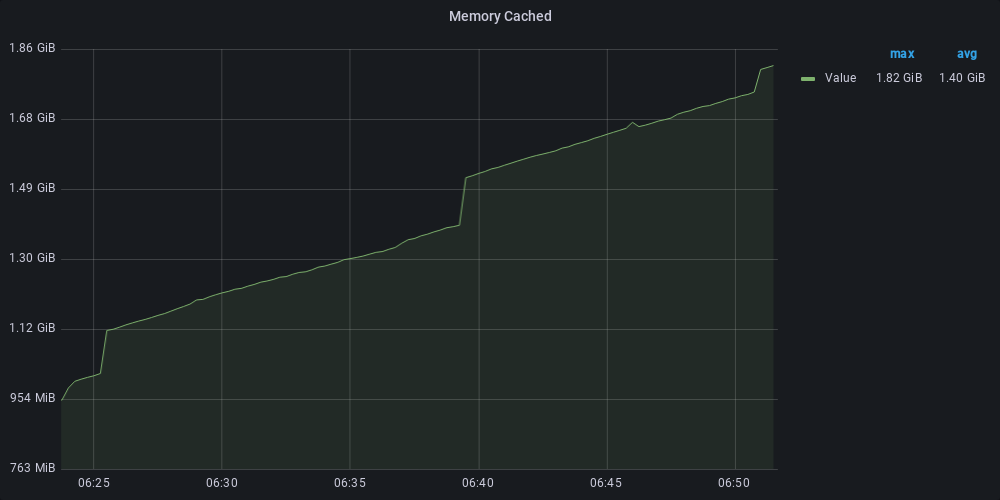 Memory Cached
1.86 GiB
1.68 GiB
1.49 GiB
1.30 GiB
1.12 GiB
954 MiB
763 MiB
06:25 06:30 06:35 06:40 06:45 06:50
max avg
Value 1.82 GiB 1.40 GiB